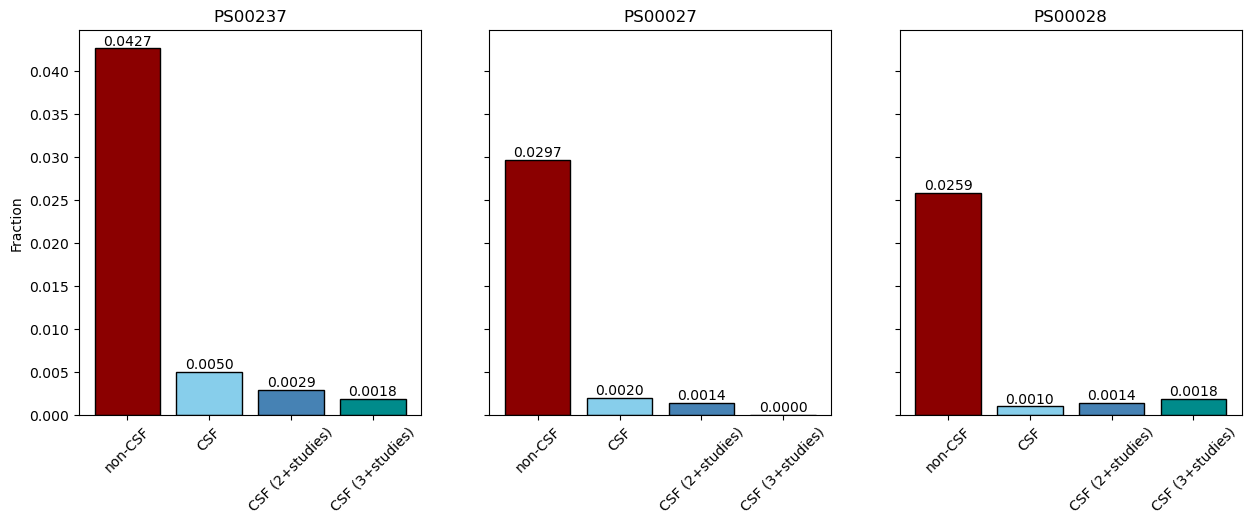 PS00237
PS00027
PS00028
Fraction
0.040
0.035
0.030
0.025
0.020
0.015
0.010
0.005
0.000
0.0427
0.0050
0.0029
0.0018
non-CSF
CSF
CSF (2+studies)
CSF (3+studies)
0.0297
0.0020
0.0014
0.0000
non-CSF
CSF
CSF (2+studies)
CSF (3+studies)
0.0259
0.0010
0.0014
0.0018
non-CSF
CSF
CSF (2+studies)
CSF (3+studies)